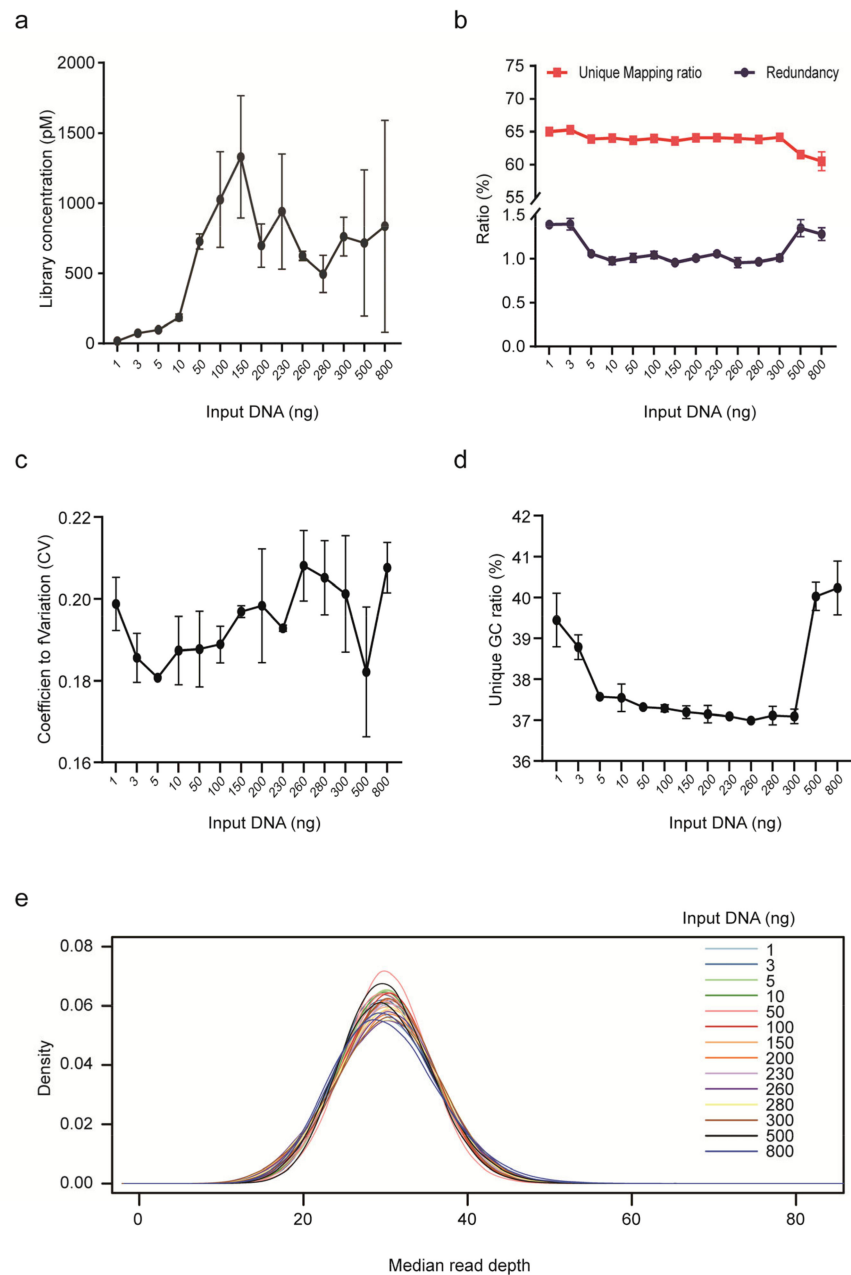 a
2000
1500
1000
500
0
Library concentration (pM)
1 3 5 10 50 100 150 200 230 260 280 300 500 800
Input DNA (ng)
b
Unique Mapping ratio Redundancy
75
70
65
60
55
1.5
1.0
0.5
0.0
Ratio (%)
1 3 5 10 50 100 150 200 230 260 280 300 500 800
Input DNA (ng)
c
0.22
0.20
0.18
0.16
Coefficien to fVariation (CV)
1 3 5 10 50 100 150 200 230 260 280 300 500 800
Input DNA (ng)
d
42
41
40
39
38
37
36
Unique GC ratio (%)
1 3 5 10 50 100 150 200 230 260 280 300 500 800
Input DNA (ng)
e
Input DNA (ng)
1
3
5
10
50
100
150
200
230
260
280
300
500
800
0.08
0.06
0.04
0.02
0.00
Density
0 20 40 60 80
Median read depth